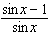 sin x − 1
sin x